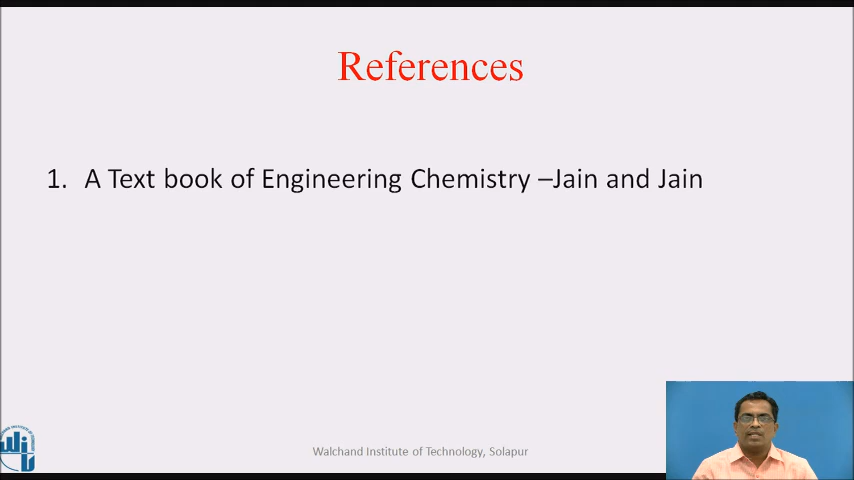 References
1. A Text book of Engineering Chemistry –Jain and Jain
Walchand Institute of Technology, Solapur